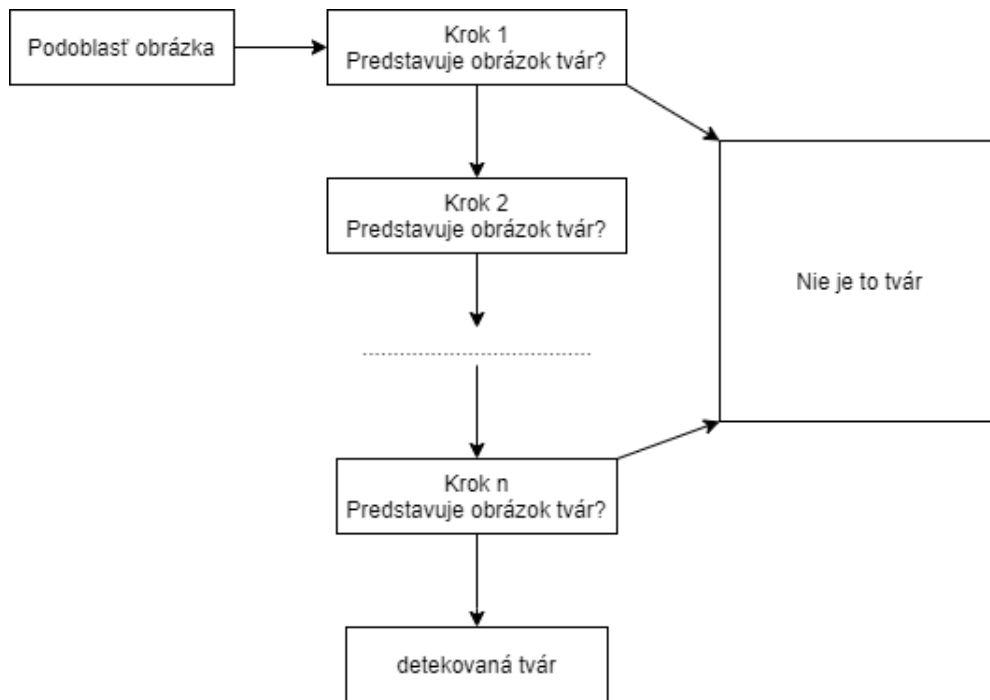 Podoblasť obrázka
Krok 1
Predstavuje obrázok tvár?
Krok 2
Predstavuje obrázok tvár?
Nie je to tvár
Krok n
Predstavuje obrázok tvár?
detekovaná tvár